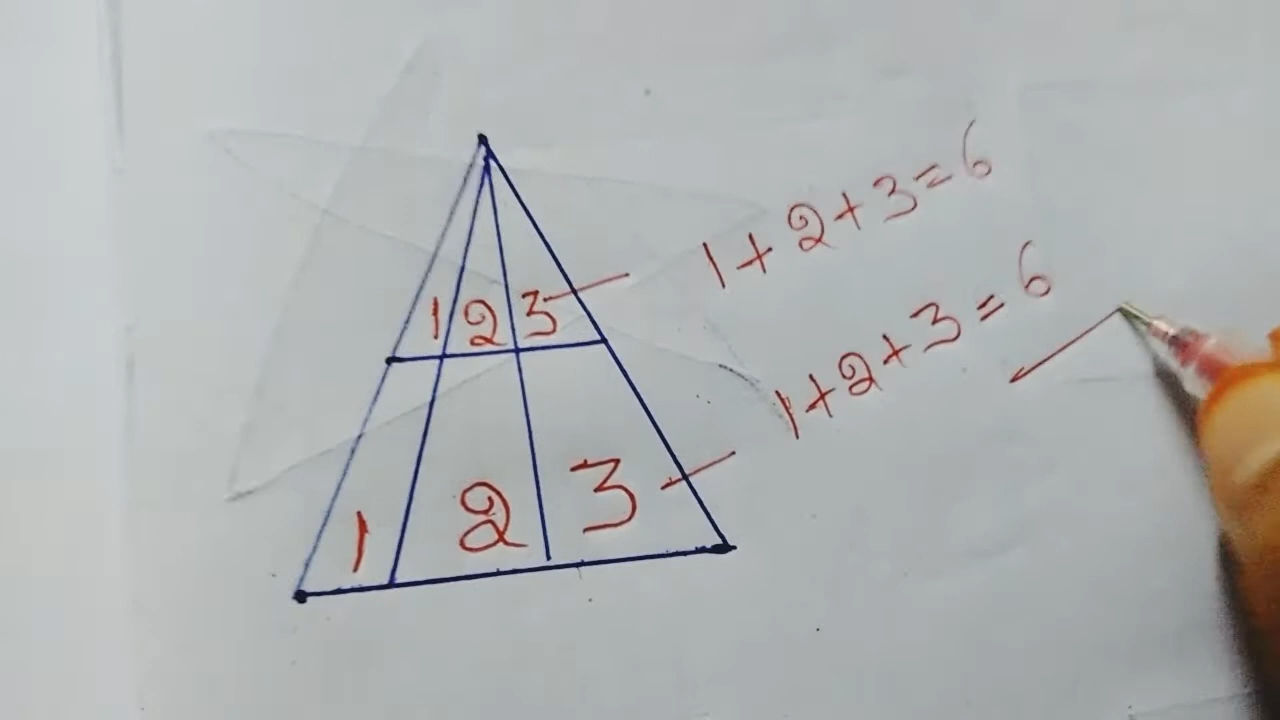 1 2 3
1 + 2 + 3 = 6
1 2 3
1 + 2 + 3 = 6